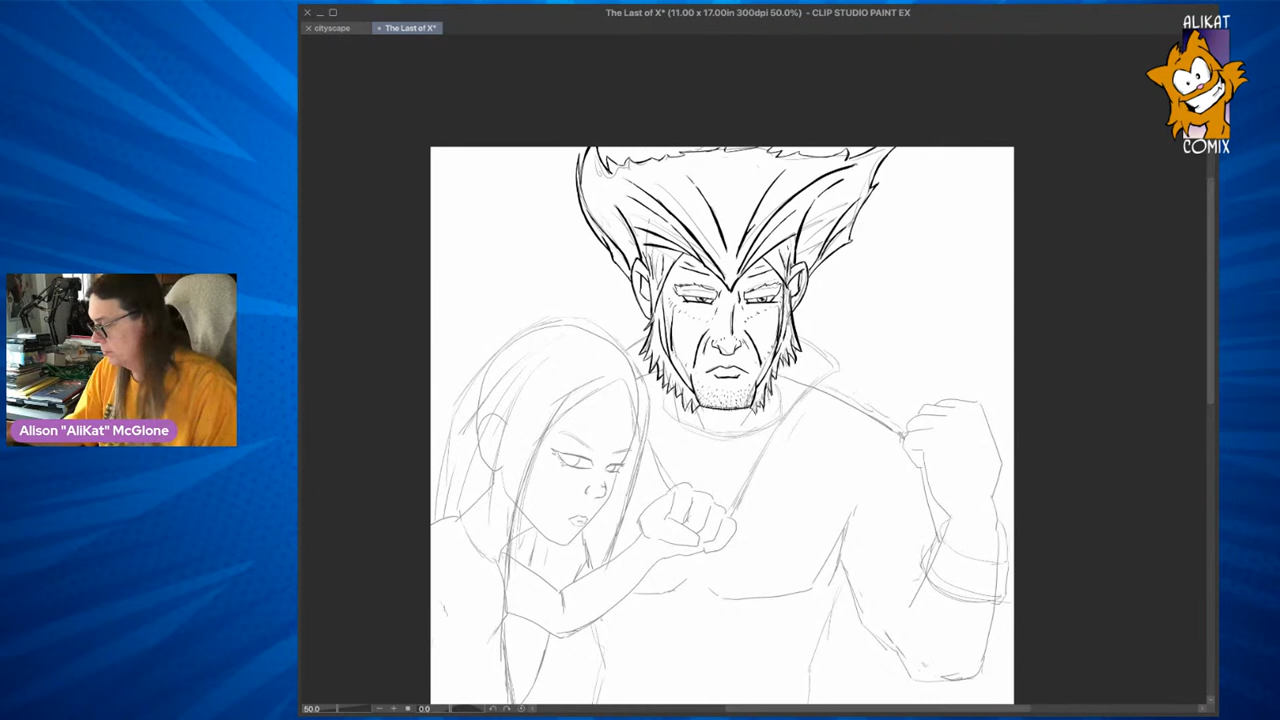 The Last of X* (11.00 x 17.00in 300dpi 50.0%) - CLIP STUDIO PAINT EX
cityscape
The Last of X*
ALIKAT
COMIX
Alison "AliKat" McGlone
50.0
0.0